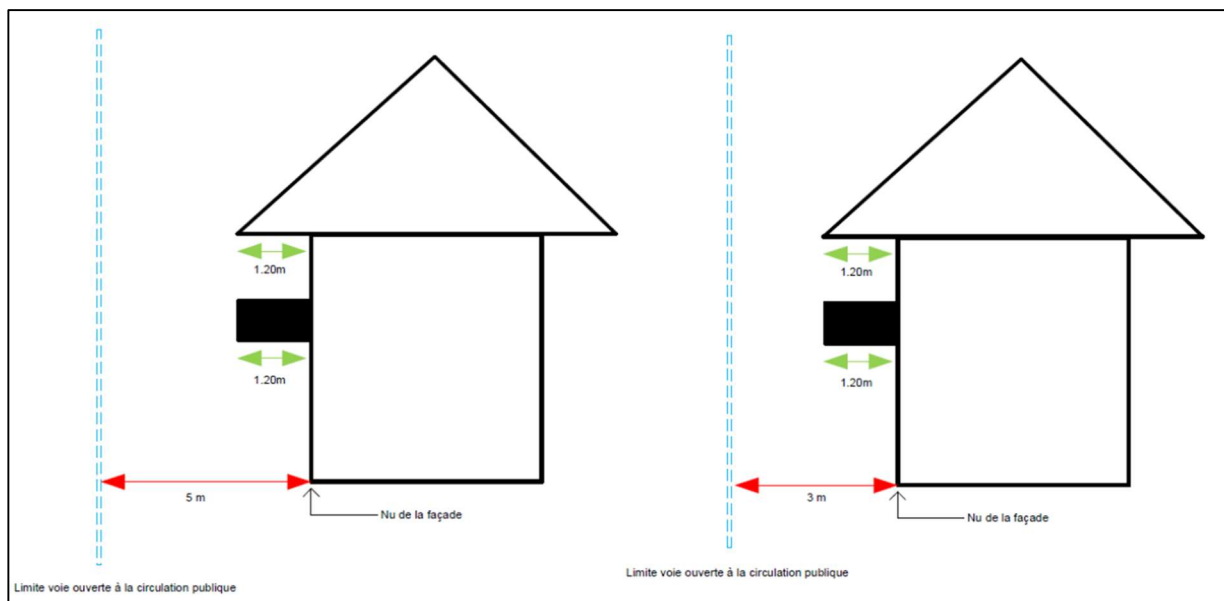 1.20m
1.20m
5 m
Nu de la façade
Limite voie ouverte à la circulation publique
1.20m
1.20m
3 m
Nu de la façade
Limite voie ouverte à la circulation publique